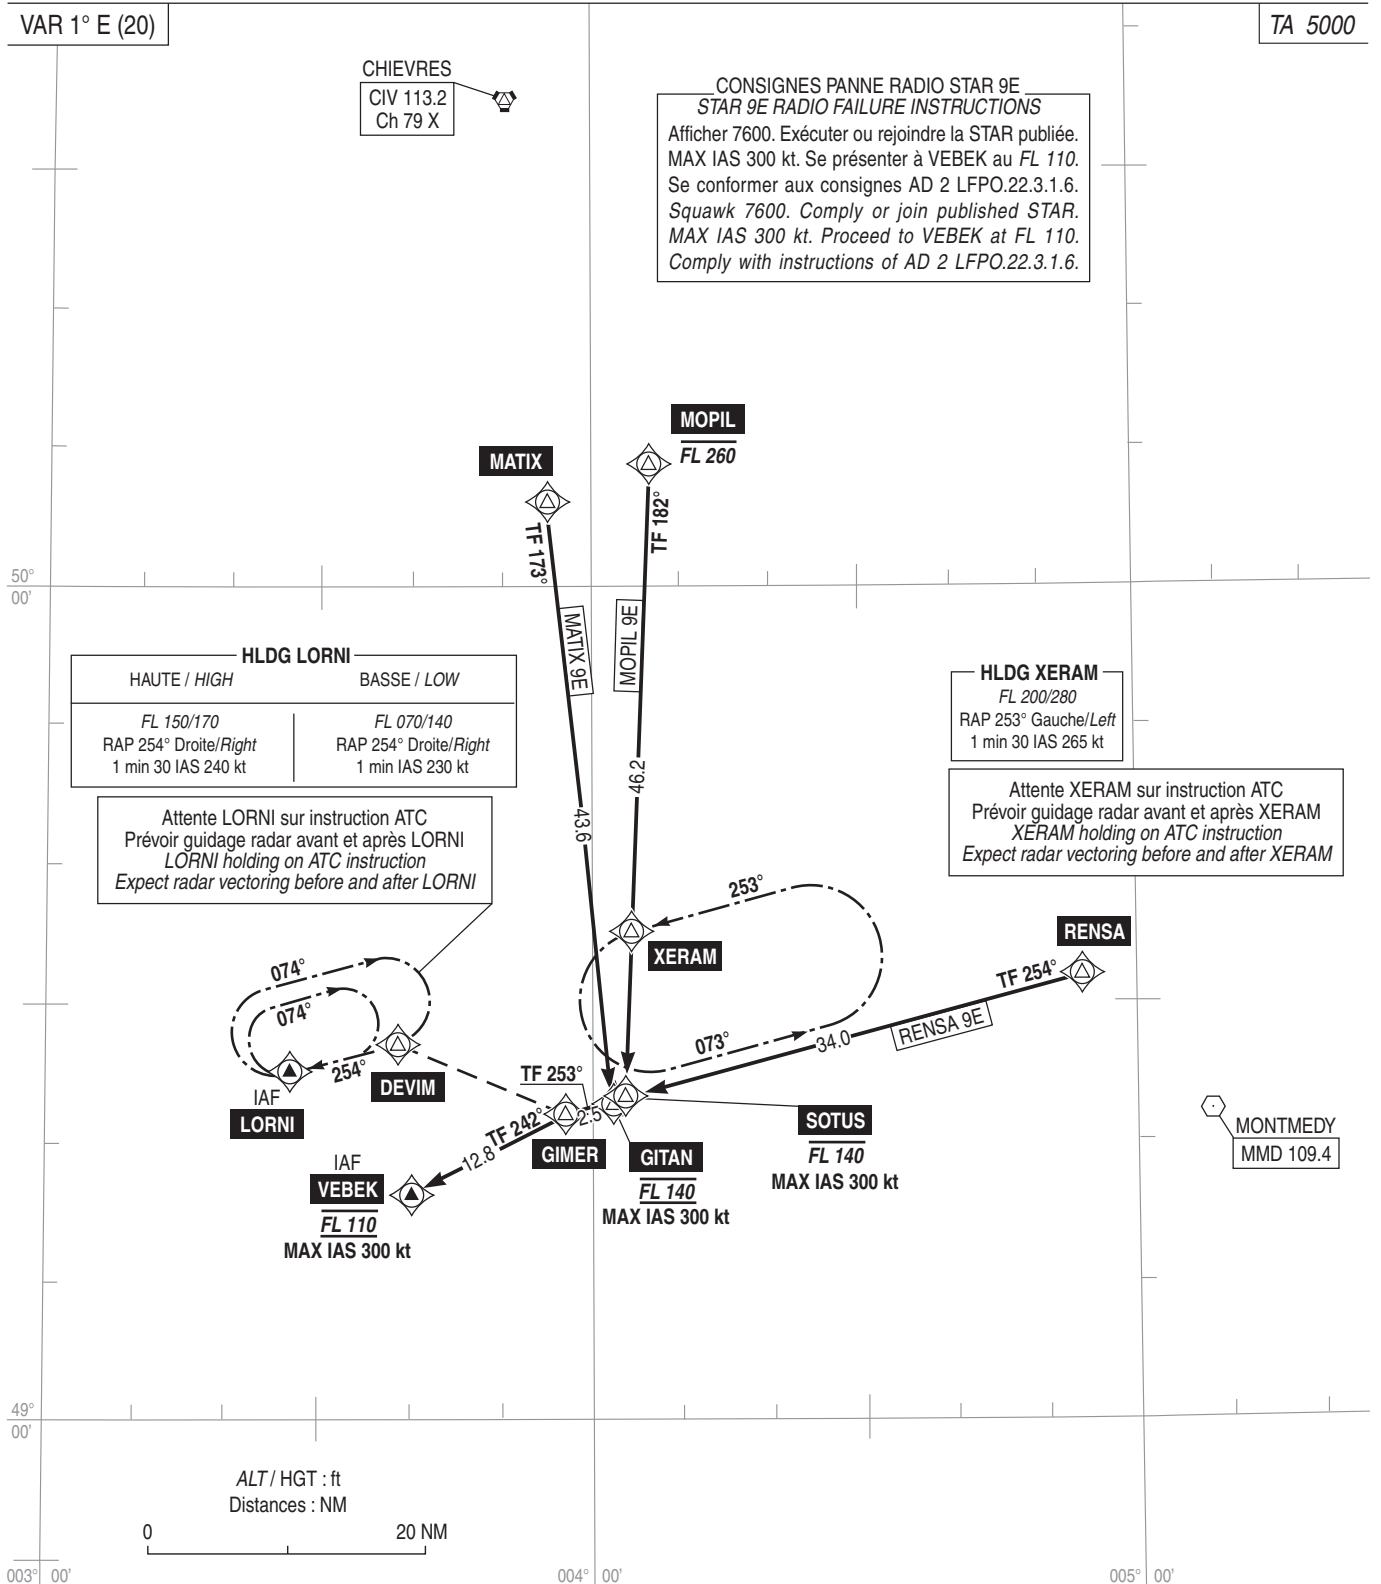 VAR 1° E (20)
TA 5000
CHIEVRES
CIV 113.2
Ch 79 X
CONSIGNES PANNE RADIO STAR 9E
STAR 9E RADIO FAILURE INSTRUCTIONS
Afficher 7600. Exécuter ou rejoindre la STAR publiée.
MAX IAS 300 kt. Se présenter à VEBEK au FL 110.
Se conformer aux consignes AD 2 LFPO.22.3.1.6.
Squawk 7600. Comply or join published STAR.
MAX IAS 300 kt. Proceed to VEBEK at FL 110.
Comply with instructions of AD 2 LFPO.22.3.1.6.
MOPIL
FL 260
MATIX
TF 182°
TF 173°
50°
00'
MATIX 9E
MOPIL 9E
HLDG LORNI
HAUTE / HIGH
BASSE / LOW
FL 150/170
RAP 254° Droite/Right
1 min 30 IAS 240 kt
FL 070/140
RAP 254° Droite/Right
1 min IAS 230 kt
HLDG XERAM
FL 200/280
RAP 253° Gauche/Left
1 min 30 IAS 265 kt
46.2
43.6
Attente LORNI sur instruction ATC
Prévoir guidage radar avant et après LORNI
LORNI holding on ATC instruction
Expect radar vectoring before and after LORNI
Attente XERAM sur instruction ATC
Prévoir guidage radar avant et après XERAM
XERAM holding on ATC instruction
Expect radar vectoring before and after XERAM
253°
XERAM
RENSA
TF 254°
RENSA 9E
34.0
073°
074°
074°
254°
DEVIM
IAF
LORNI
TF 253°
2.5
TF 242°
12.8
GIMER
GITAN
FL 140
MAX IAS 300 kt
SOTUS
FL 140
MAX IAS 300 kt
IAF
VEBEK
FL 110
MAX IAS 300 kt
MONTMEDY
MMD 109.4
49°
00'
ALT / HGT : ft
Distances : NM
0
20 NM
003° 00'
004° 00'
005° 00'